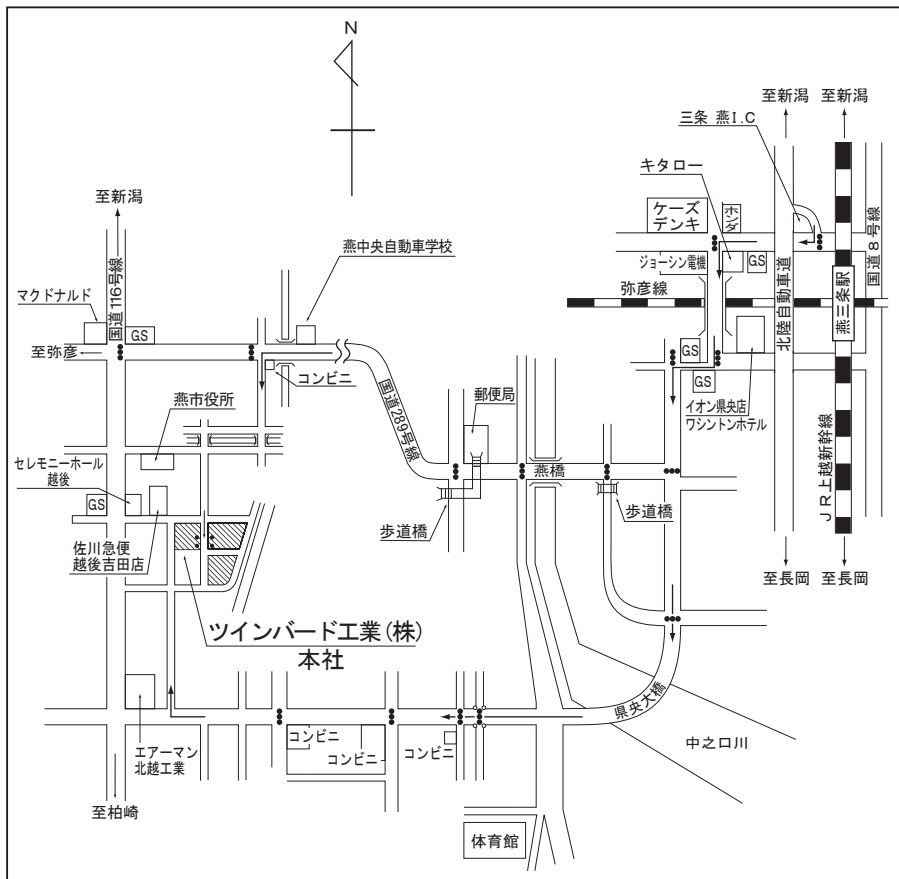 N
至新潟
至新潟
三条 燕I.C
キタロー
ケーズ
デンキ
ホンダ
国道8号線
至新潟
燕中央自動車学校
ジョーシン電機
GS
弥彦線
北陸自動車道
燕三条駅
マクドナルド
国道116号線
GS
至弥彦
コンビニ
GS
GS
イオン県央店
ワシントンホテル
国道289号線
郵便局
燕市役所
セレモニーホール
越後
燕橋
JR上越新幹線
GS
歩道橋
歩道橋
佐川急便
越後吉田店
至長岡
至長岡
ツインバード工業(株)
本社
県央大橋
エアーマン
北越工業
コンビニ
コンビニ
コンビニ
中之口川
至柏崎
体育館